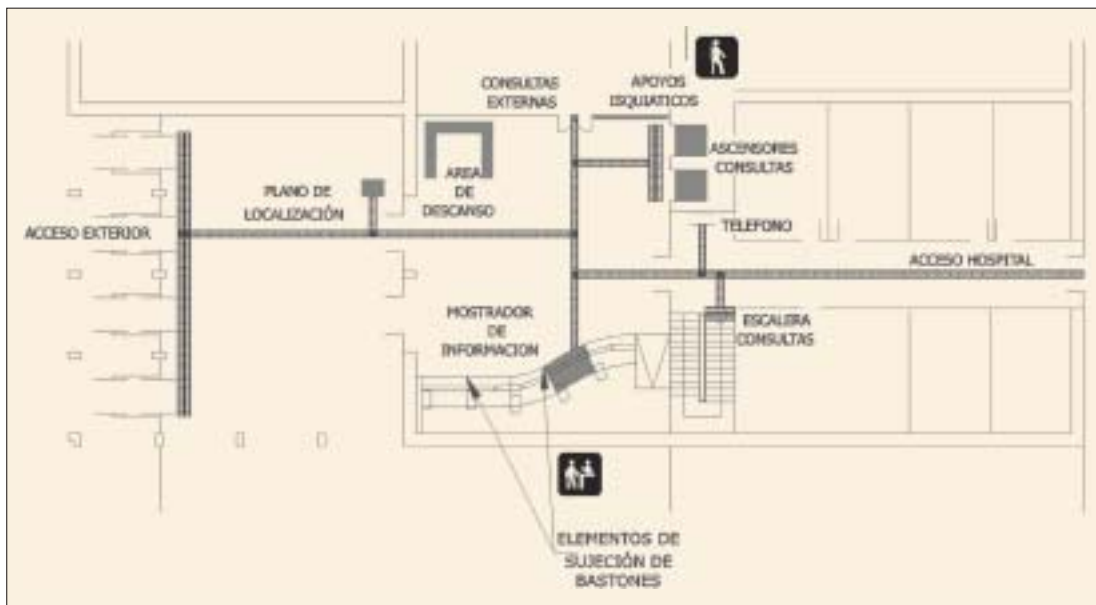 CONSULTAS
EXTERNAS
APOYOS
ISQUIATICOS
ASCENSORES
CONSULTAS
AREA
DE
DESCANSO
PLANO DE
LOCALIZACIÓN
TELEFONO
ACCESO EXTERIOR
ACCESO HOSPITAL
MOSTRADOR
DE
INFORMACION
ESCALERA
CONSULTAS
ELEMENTOS DE
SUJECIÓN DE
BASTONES